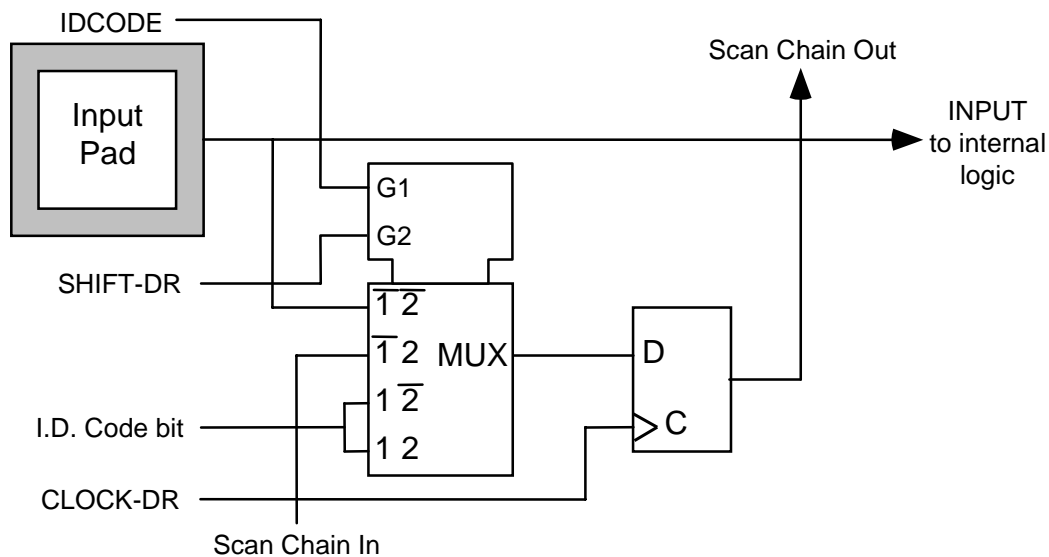 IDCODE
Input
Pad
Scan Chain Out
INPUT
to internal
logic
G1
G2
SHIFT-DR
1̅ 2̅
1̅ 2
MUX
1 2̅
1 2
D
C
I.D. Code bit
CLOCK-DR
Scan Chain In